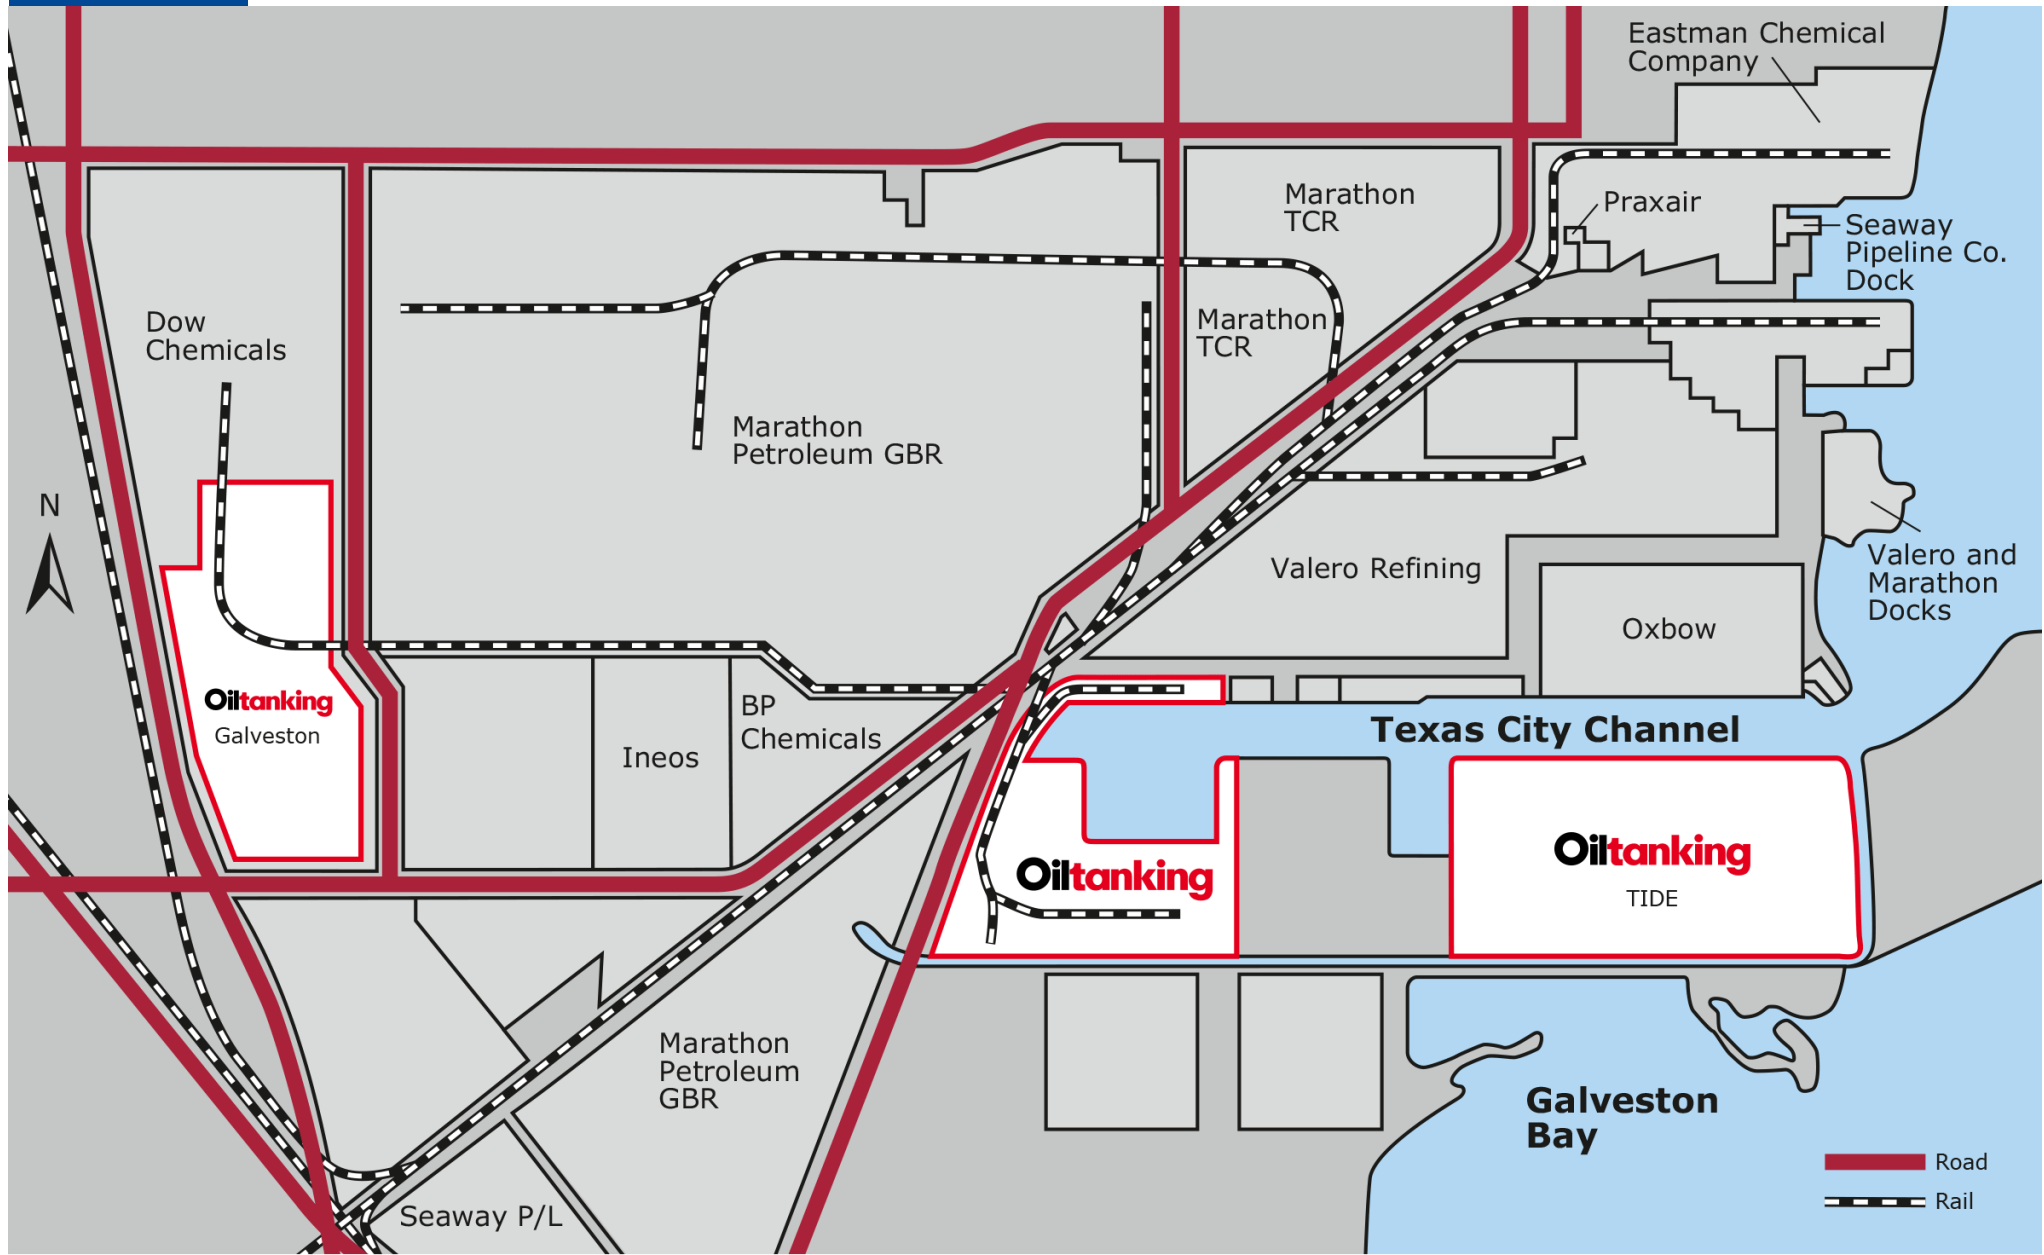 Eastman Chemical
Company
Marathon
TCR
Praxair
Seaway
Pipeline Co.
Dock
Dow
Chemicals
Marathon
TCR
Marathon
Petroleum GBR
N
Valero Refining
Valero and
Marathon
Docks
Oxbow
Oiltanking
Galveston
BP
Chemicals
Ineos
Texas City Channel
Oiltanking
Oiltanking
TIDE
Marathon
Petroleum
GBR
Galveston
Bay
Road
Rail
Seaway P/L